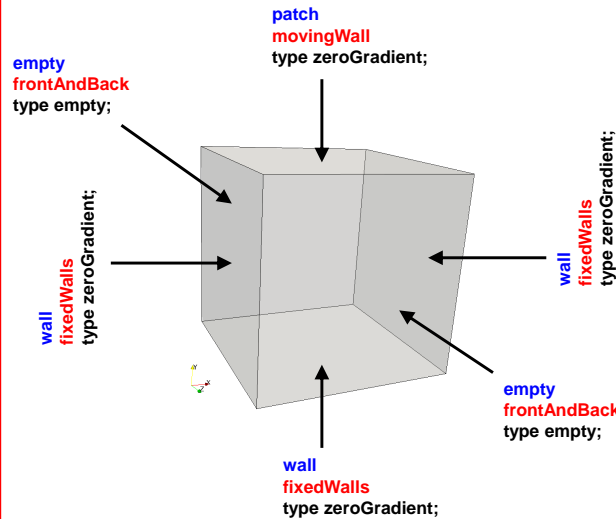 patch
movingWall
type zeroGradient;
empty
frontAndBack
type empty;
wall
fixedWalls
type zeroGradient;
wall
fixedWalls
type zeroGradient;
empty
frontAndBack
type empty;
wall
fixedWalls
type zeroGradient;
Y
X
Z